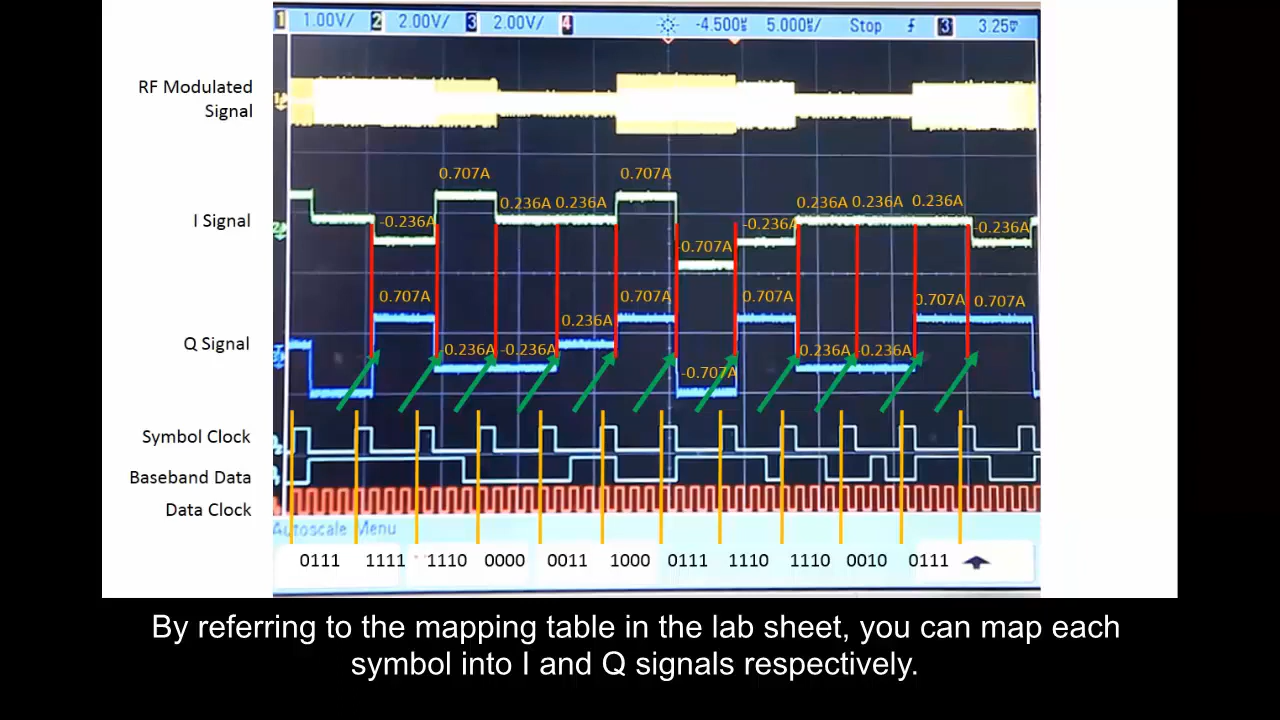 1 1.00V/ 2 2.00V/ 3 2.00V/ 4 -4.500 5.000 Stop 3 3.25
RF Modulated
Signal
0.707A 0.707A
0.236A 0.236A 0.236A 0.236A 0.236A
I Signal -0.236A -0.236A -0.236A
-0.707A
0.707A 0.707A 0.707A 0.707A 0.707A
0.236A
Q Signal -0.236A -0.236A 0.236A -0.236A
-0.707A
Symbol Clock
Baseband Data
Data Clock
Autoscale Menu
0111 1111 1110 0000 0011 1000 0111 1110 1110 0010 0111
By referring to the mapping table in the lab sheet, you can map each
symbol into I and Q signals respectively.